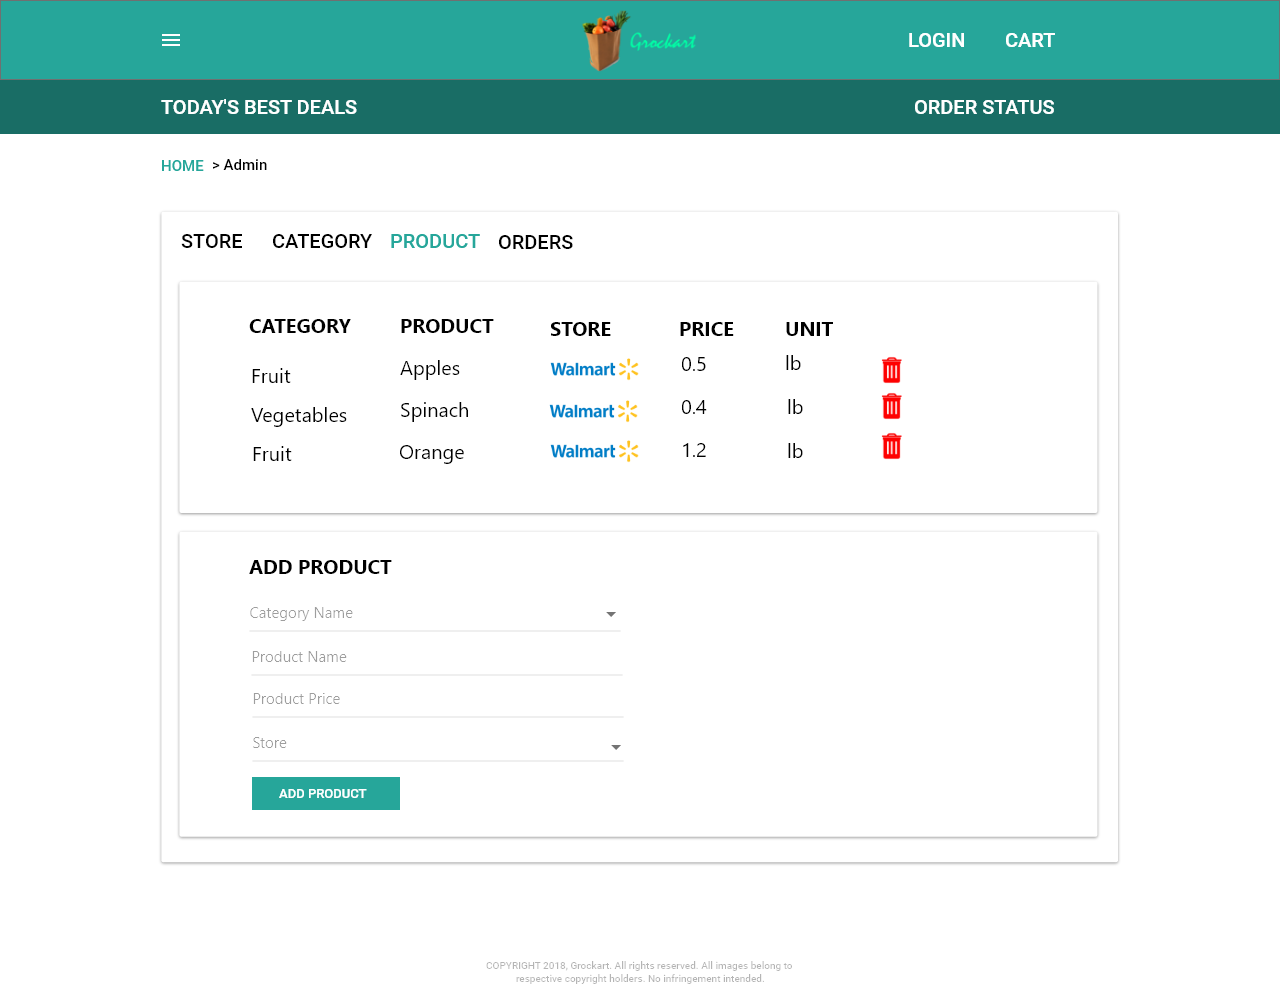 Grockart
LOGIN CART
TODAY'S BEST DEALS ORDER STATUS
HOME > Admin
STORE CATEGORY PRODUCT ORDERS
CATEGORY PRODUCT STORE PRICE UNIT
Fruit Apples Walmart 0.5 lb
Vegetables Spinach Walmart 0.4 lb
Fruit Orange Walmart 1.2 lb
ADD PRODUCT
Category Name
Product Name
Product Price
Store
ADD PRODUCT
COPYRIGHT 2018, Grockart. All rights reserved. All images belong to
respective copyright holders. No infringement intended.